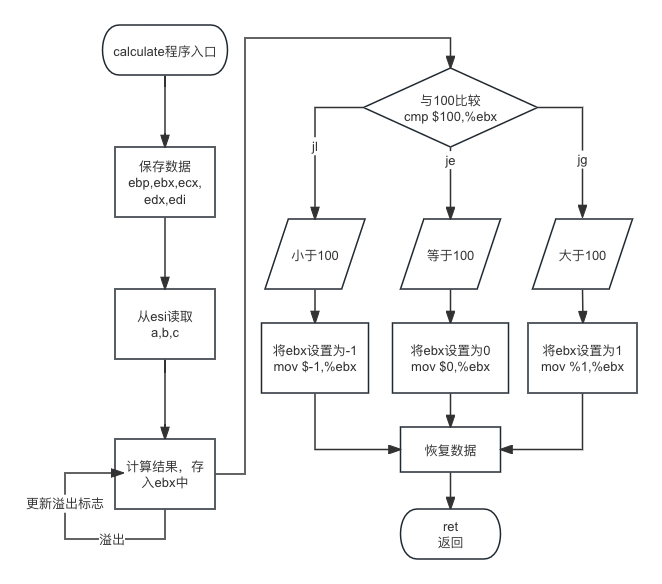 calculate程序入口
保存数据
ebp,ebx,ecx,
edx,edi
从esi读取
a,b,c
计算结果，存
入ebx中
更新溢出标志
溢出
与100比较
cmp $100,%ebx
jl
je
jg
小于100
等于100
大于100
将ebx设置为-1
mov $-1,%ebx
将ebx设置为0
mov $0,%ebx
将ebx设置为1
mov %1,%ebx
恢复数据
ret
返回